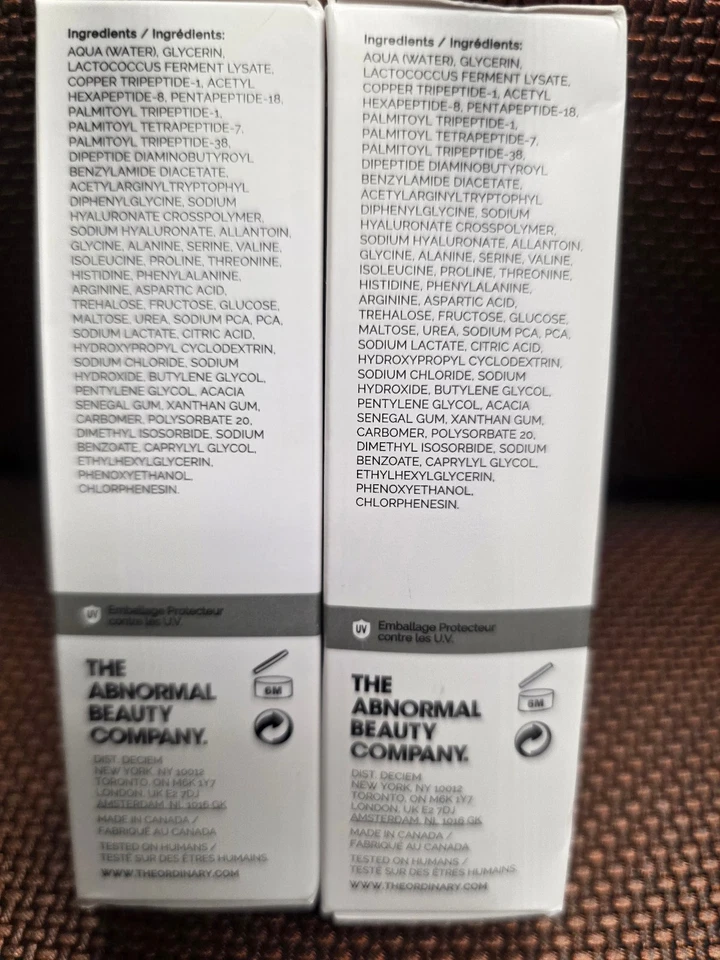 Ingredients / Ingrédients:
AQUA (WATER), GLYCERIN,
LACTOCOCCUS FERMENT LYSATE,
COPPER TRIPEPTIDE-1, ACETYL
HEXAPEPTIDE-8, PENTAPEPTIDE-18,
PALMITOYL TRIPEPTIDE-1,
PALMITOYL TETRAPEPTIDE-7,
PALMITOYL TRIPEPTIDE-38,
DIPEPTIDE DIAMINOBUTYROYL
BENZYLAMIDE DIACETATE,
ACETYLARGINYLTRYPTOPHYL
DIPHENYLGLYCINE, SODIUM
HYALURONATE CROSSPOLYMER,
SODIUM HYALURONATE, ALLANTOIN,
GLYCINE, ALANINE, SERINE, VALINE,
ISOLEUCINE, PROLINE, THREONINE,
HISTIDINE, PHENYLALANINE,
ARGININE, ASPARTIC ACID,
TREHALOSE, FRUCTOSE, GLUCOSE,
MALTOSE, UREA, SODIUM PCA, PCA,
SODIUM LACTATE, CITRIC ACID,
HYDROXYPROPYL CYCLODEXTRIN,
SODIUM CHLORIDE, SODIUM
HYDROXIDE, BUTYLENE GLYCOL,
PENTYLENE GLYCOL, ACACIA
SENEGAL GUM, XANTHAN GUM,
CARBOMER, POLYSORBATE 20,
DIMETHYL ISOSORBIDE, SODIUM
BENZOATE, CAPRYLYL GLYCOL,
ETHYLHEXYLGLYCERIN,
PHENOXYETHANOL,
CHLORPHENESIN.
UV
Emballage Protecteur
contre les U.V.
THE
ABNORMAL
BEAUTY
COMPANY.
6M
DIST. DECIEM
NEW YORK, NY 10012
TORONTO, ON M6K 1Y7
LONDON, UK E2 7DJ
AMSTERDAM, NL 1016 GK
MADE IN CANADA /
FABRIQUÉ AU CANADA
TESTED ON HUMANS /
TESTÉ SUR DES ÊTRES HUMAINS
WWW.THEORDINARY.COM
Ingredients / Ingrédients:
AQUA (WATER), GLYCERIN,
LACTOCOCCUS FERMENT LYSATE,
COPPER TRIPEPTIDE-1, ACETYL
HEXAPEPTIDE-8, PENTAPEPTIDE-18,
PALMITOYL TRIPEPTIDE-1,
PALMITOYL TETRAPEPTIDE-7,
PALMITOYL TRIPEPTIDE-38,
DIPEPTIDE DIAMINOBUTYROYL
BENZYLAMIDE DIACETATE,
ACETYLARGINYLTRYPTOPHYL
DIPHENYLGLYCINE, SODIUM
HYALURONATE CROSSPOLYMER,
SODIUM HYALURONATE, ALLANTOIN,
GLYCINE, ALANINE, SERINE, VALINE,
ISOLEUCINE, PROLINE, THREONINE,
HISTIDINE, PHENYLALANINE,
ARGININE, ASPARTIC ACID,
TREHALOSE, FRUCTOSE, GLUCOSE,
MALTOSE, UREA, SODIUM PCA, PCA,
SODIUM LACTATE, CITRIC ACID,
HYDROXYPROPYL CYCLODEXTRIN,
SODIUM CHLORIDE, SODIUM
HYDROXIDE, BUTYLENE GLYCOL,
PENTYLENE GLYCOL, ACACIA
SENEGAL GUM, XANTHAN GUM,
CARBOMER, POLYSORBATE 20,
DIMETHYL ISOSORBIDE, SODIUM
BENZOATE, CAPRYLYL GLYCOL,
ETHYLHEXYLGLYCERIN,
PHENOXYETHANOL,
CHLORPHENESIN.
UV
Emballage Protecteur
contre les U.V.
THE
ABNORMAL
BEAUTY
COMPANY.
6M
DIST. DECIEM
NEW YORK, NY 10012
TORONTO, ON M6K 1Y7
LONDON, UK E2 7DJ
AMSTERDAM, NL 1016 GK
MADE IN CANADA /
FABRIQUÉ AU CANADA
TESTED ON HUMANS /
TESTÉ SUR DES ÊTRES HUMAINS
WWW.THEORDINARY.COM